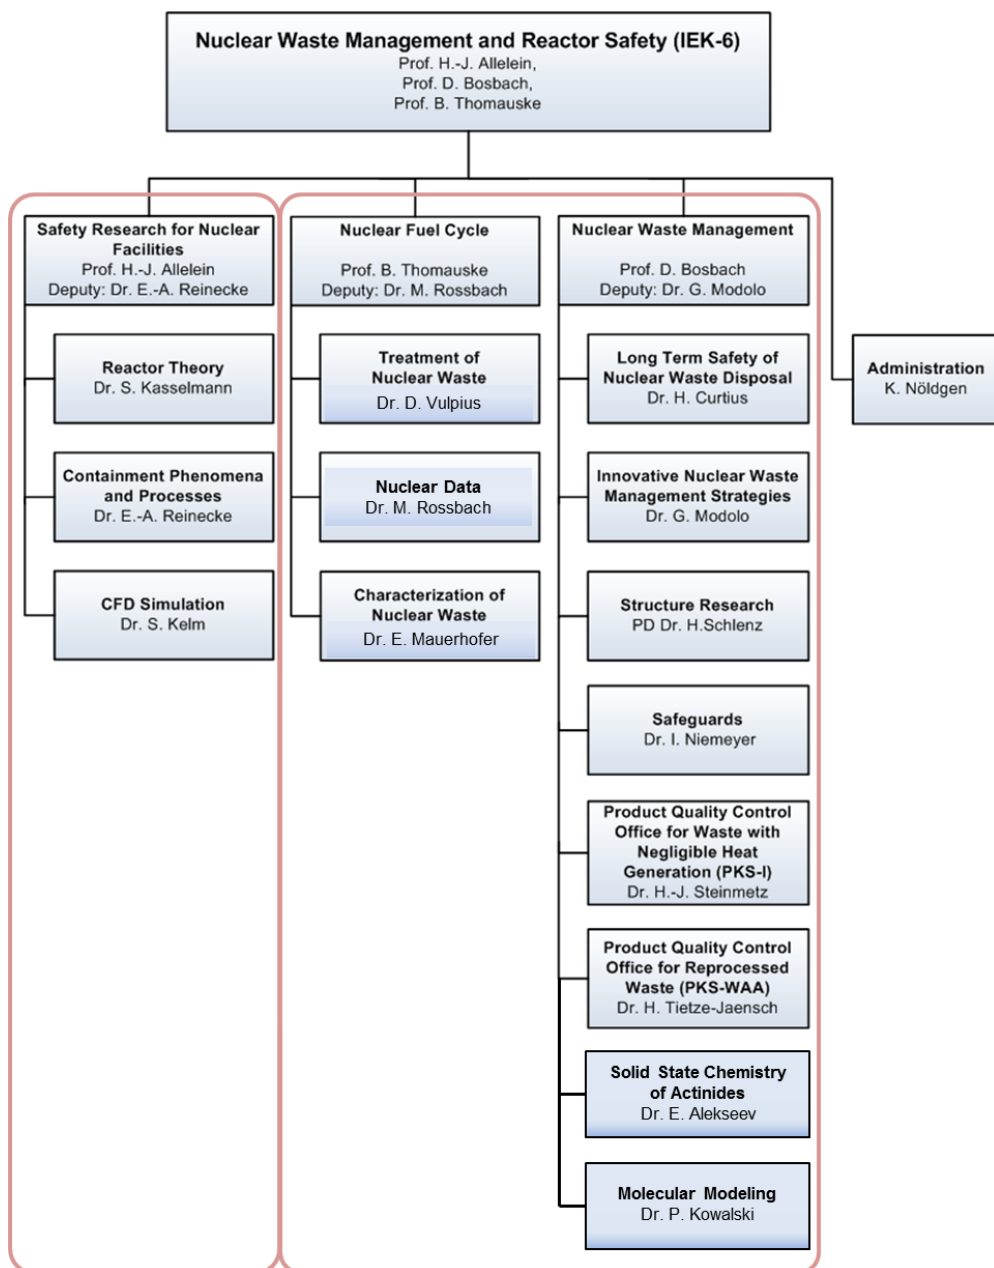 Nuclear Waste Management and Reactor Safety (IEK-6)
Prof. H.-J. Allelein,
Prof. D. Bosbach,
Prof. B. Thomauske
Safety Research for Nuclear
Facilities
Prof. H.-J. Allelein
Deputy: Dr. E.-A. Reinecke
Reactor Theory
Dr. S. Kasselmann
Containment Phenomena
and Processes
Dr. E.-A. Reinecke
CFD Simulation
Dr. S. Kelm
Nuclear Fuel Cycle
Prof. B. Thomauske
Deputy: Dr. M. Rossbach
Treatment of
Nuclear Waste
Dr. D. Vulpius
Nuclear Data
Dr. M. Rossbach
Characterization of
Nuclear Waste
Dr. E. Mauerhofer
Nuclear Waste Management
Prof. D. Bosbach
Deputy: Dr. G. Modolo
Long Term Safety of
Nuclear Waste Disposal
Dr. H. Curtius
Innovative Nuclear Waste
Management Strategies
Dr. G. Modolo
Structure Research
PD Dr. H.Schlenz
Safeguards
Dr. I. Niemeyer
Product Quality Control
Office for Waste with
Negligible Heat
Generation (PKS-I)
Dr. H.-J. Steinmetz
Product Quality Control
Office for Reprocessed
Waste (PKS-WAA)
Dr. H. Tietze-Jaensch
Solid State Chemistry
of Actinides
Dr. E. Alekseev
Molecular Modeling
Dr. P. Kowalski
Administration
K. Nöldgen